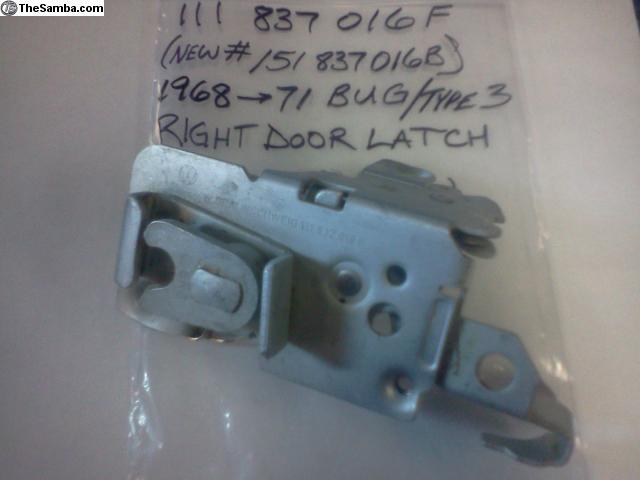 TheSamba.com
111 837 016F
(NEW# 151 837 016B)
1968→71 BUG/TYPE 3
RIGHT DOOR LATCH